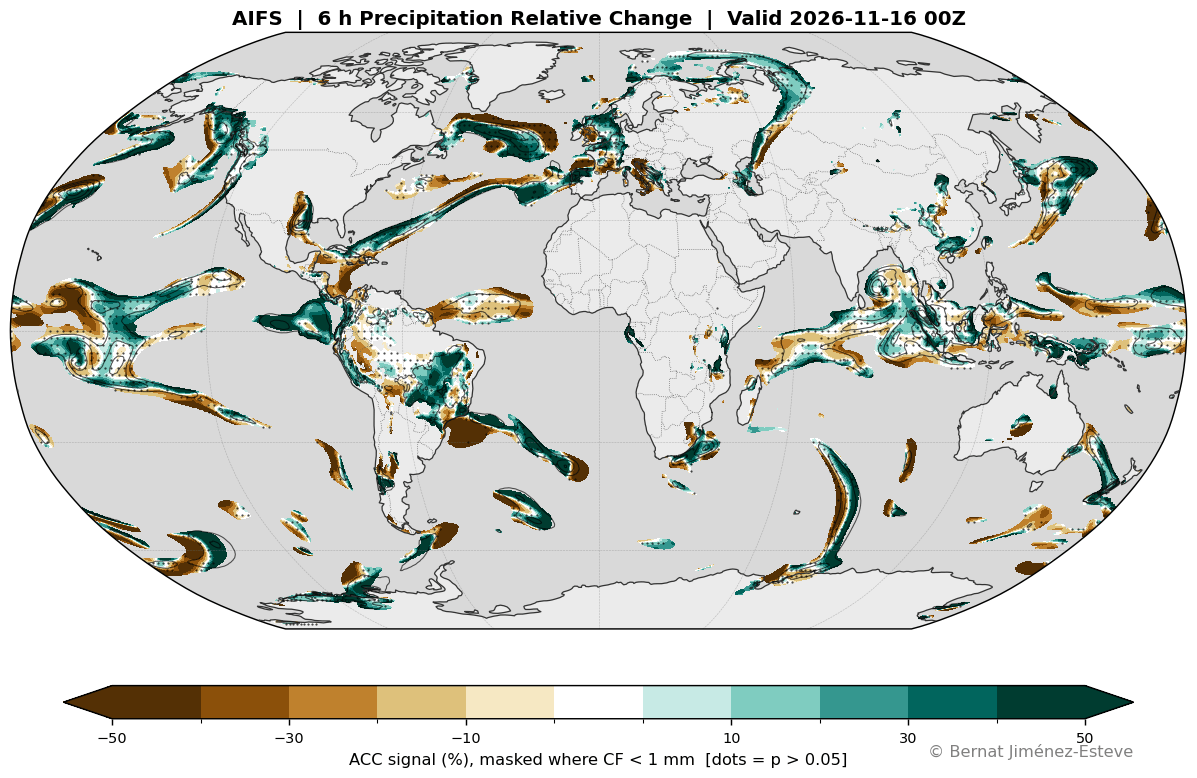 AIFS | 6 h Precipitation Relative Change | Valid 2026-11-16 00Z
−50 −30 −10 10 30 50
ACC signal (%), masked where CF < 1 mm [dots = p > 0.05]
© Bernat Jiménez-Esteve